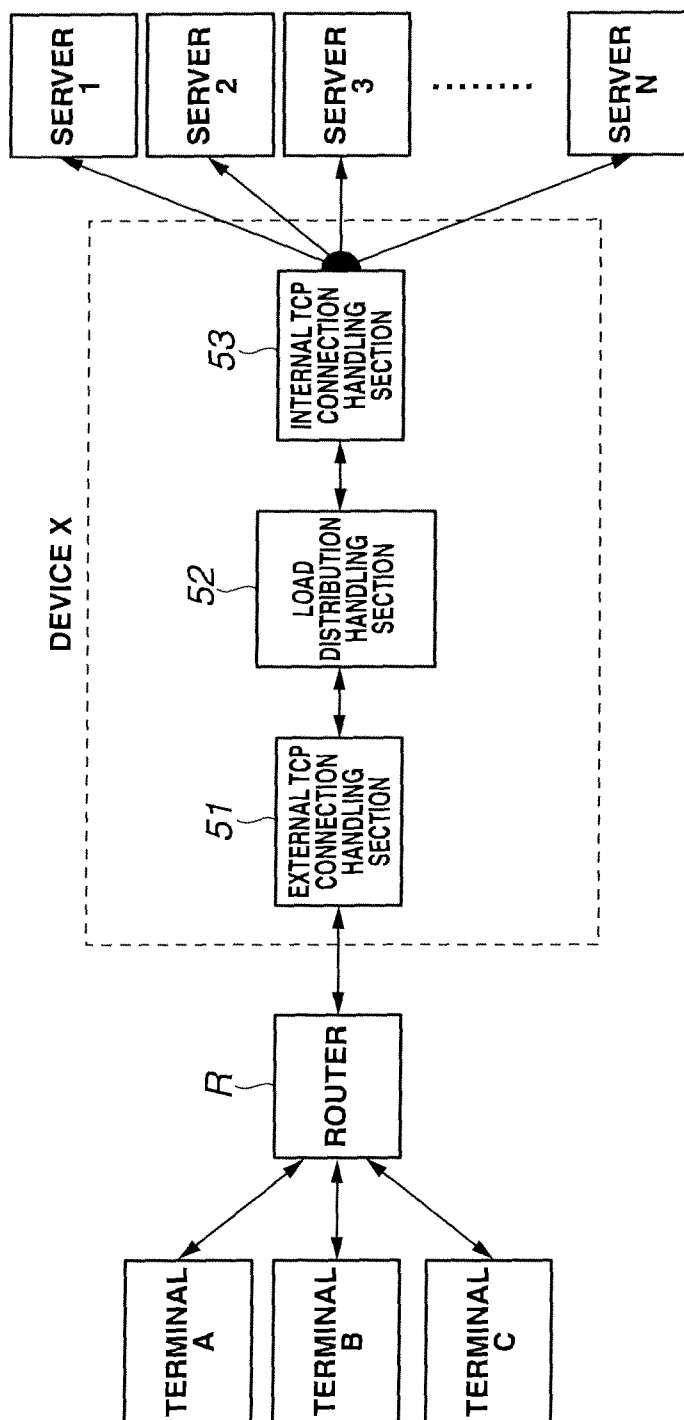 DEVICE X
TERMINAL
A
TERMINAL
B
TERMINAL
C
R
ROUTER
51
EXTERNAL TCP
CONNECTION
HANDLING
SECTION
52
LOAD
DISTRIBUTION
HANDLING
SECTION
53
INTERNAL TCP
CONNECTION
HANDLING
SECTION
SERVER
1
SERVER
2
SERVER
3
SERVER
N